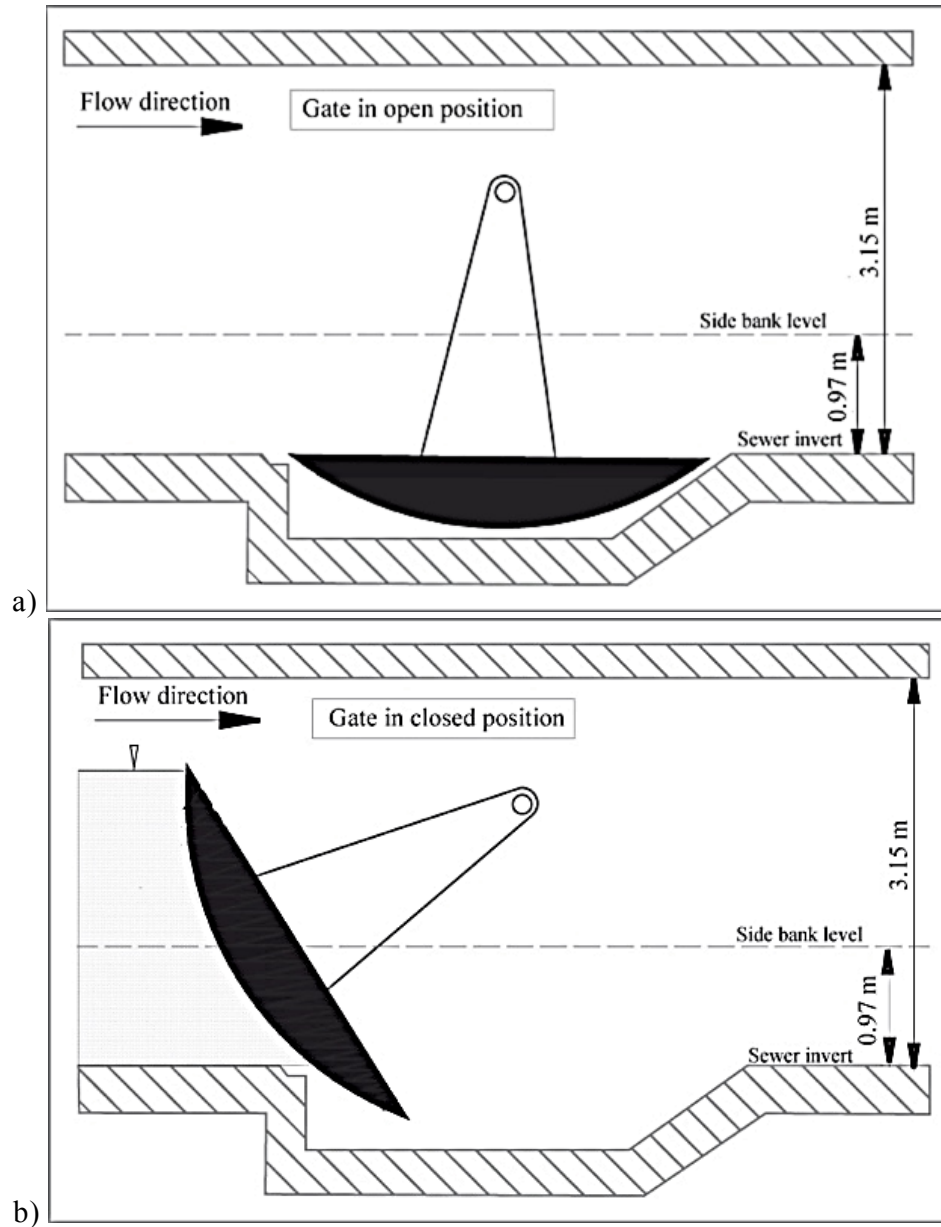 Flow direction
Gate in open position
3.15 m
Side bank level
0.97 m
Sewer invert
a)
Flow direction
Gate in closed position
3.15 m
Side bank level
0.97 m
Sewer invert
b)